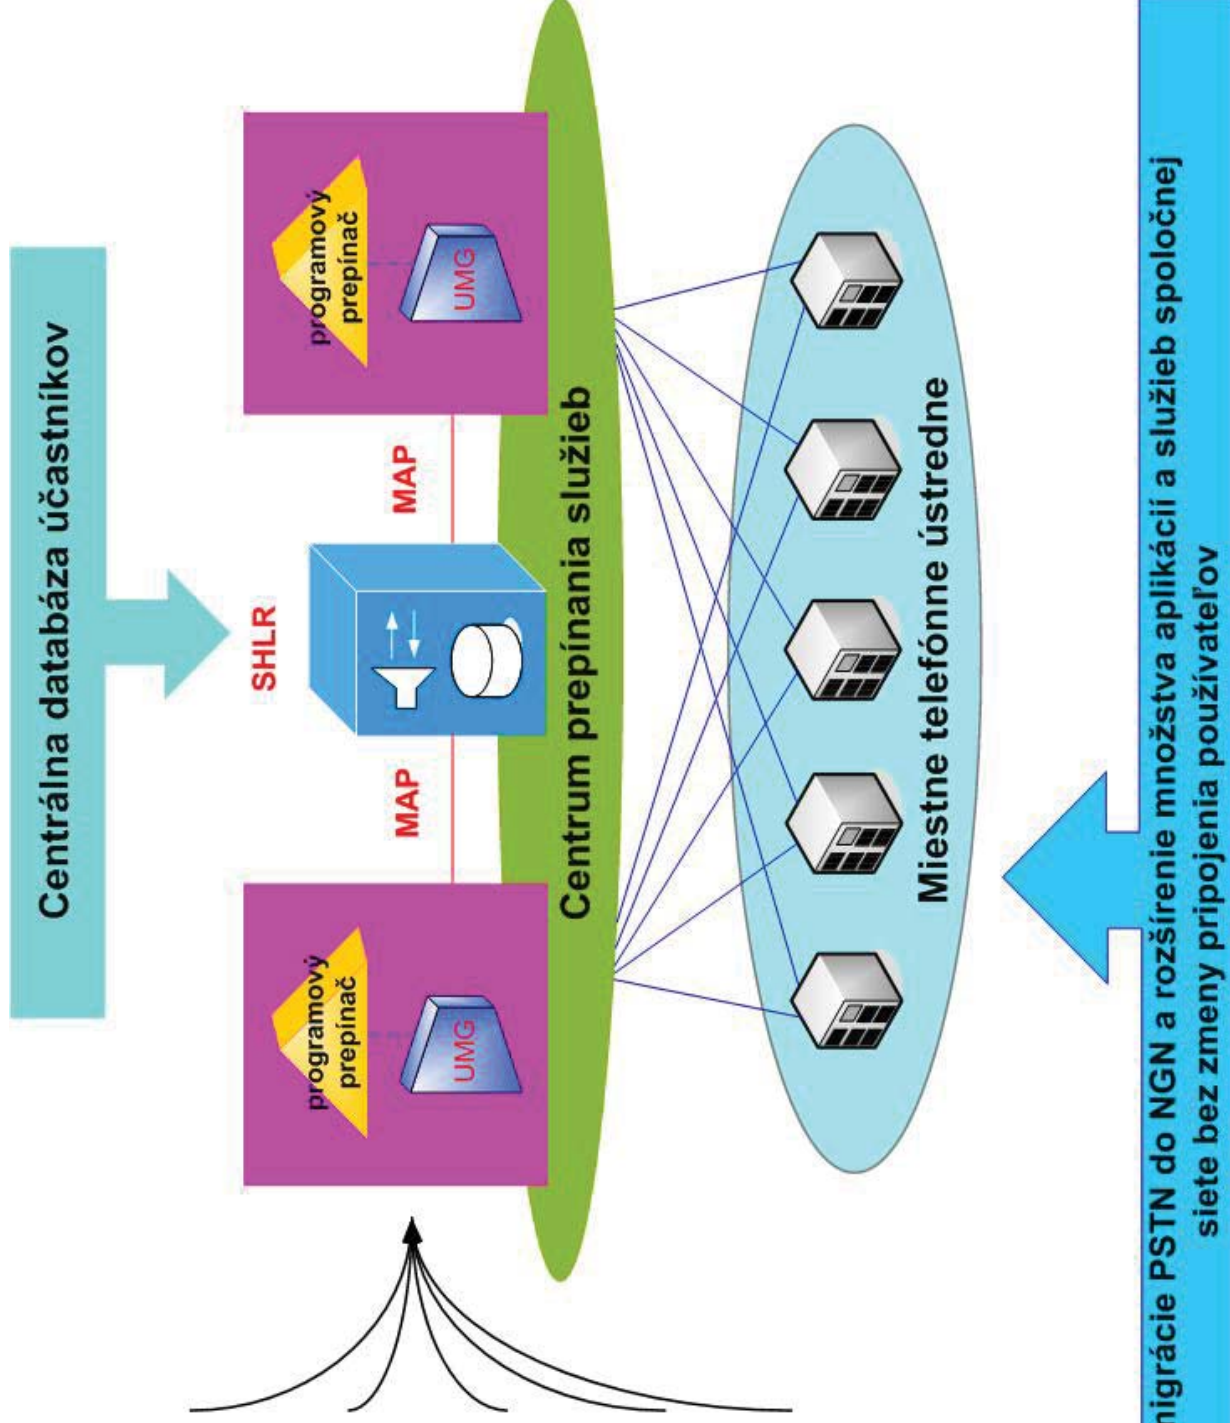 Centrálna databáza účastníkov
SHLR
programový
prepínač
UMG
MAP
MAP
programový
prepínač
UMG
Centrum prepínania služieb
Miestne telefónne ústredne
nigrácie PSTN do NGN a rozšírenie množstva aplikácií a služieb spoločnej
siete bez zmeny pripojenia používateľov